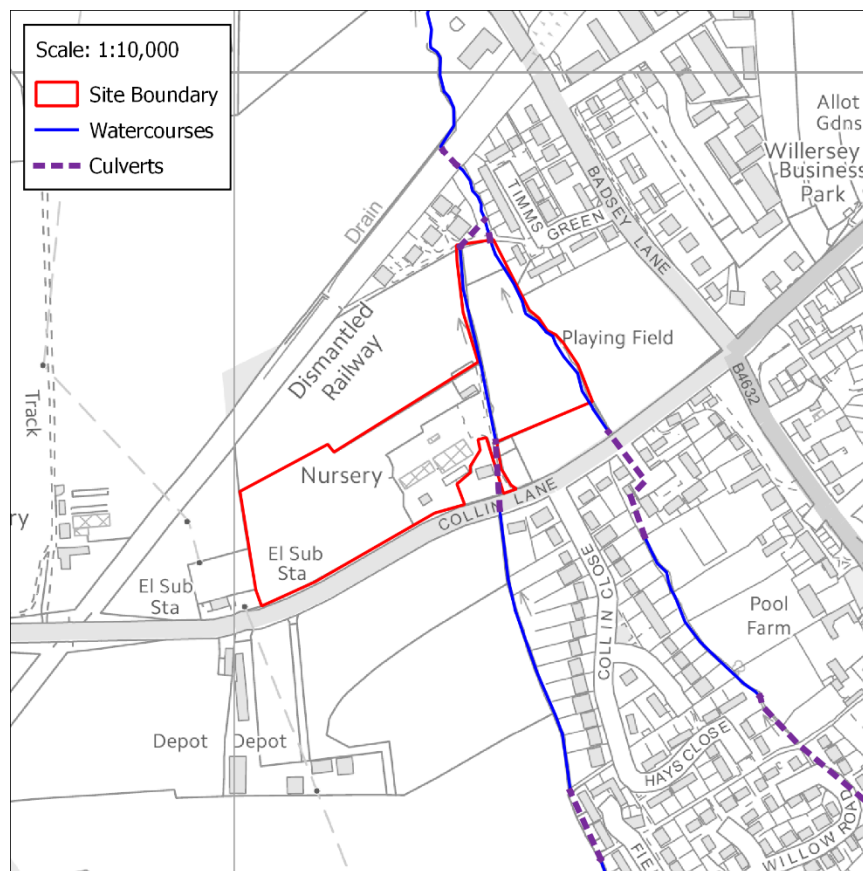 Scale: 1:10,000
Site Boundary
Watercourses
Culverts
Allot
Gdns
Willersey
Business
Park
TIMMS
GREEN
BADSEY LANE
Drain
Dismantled
Railway
Playing Field
B4632
Track
Nursery
ry
COLLIN LANE
El Sub
Sta
El Sub
Sta
COLLIN CLOSE
Pool
Farm
Depot
Depot
HAYS CLOSE
WILLOW ROAD
FIE